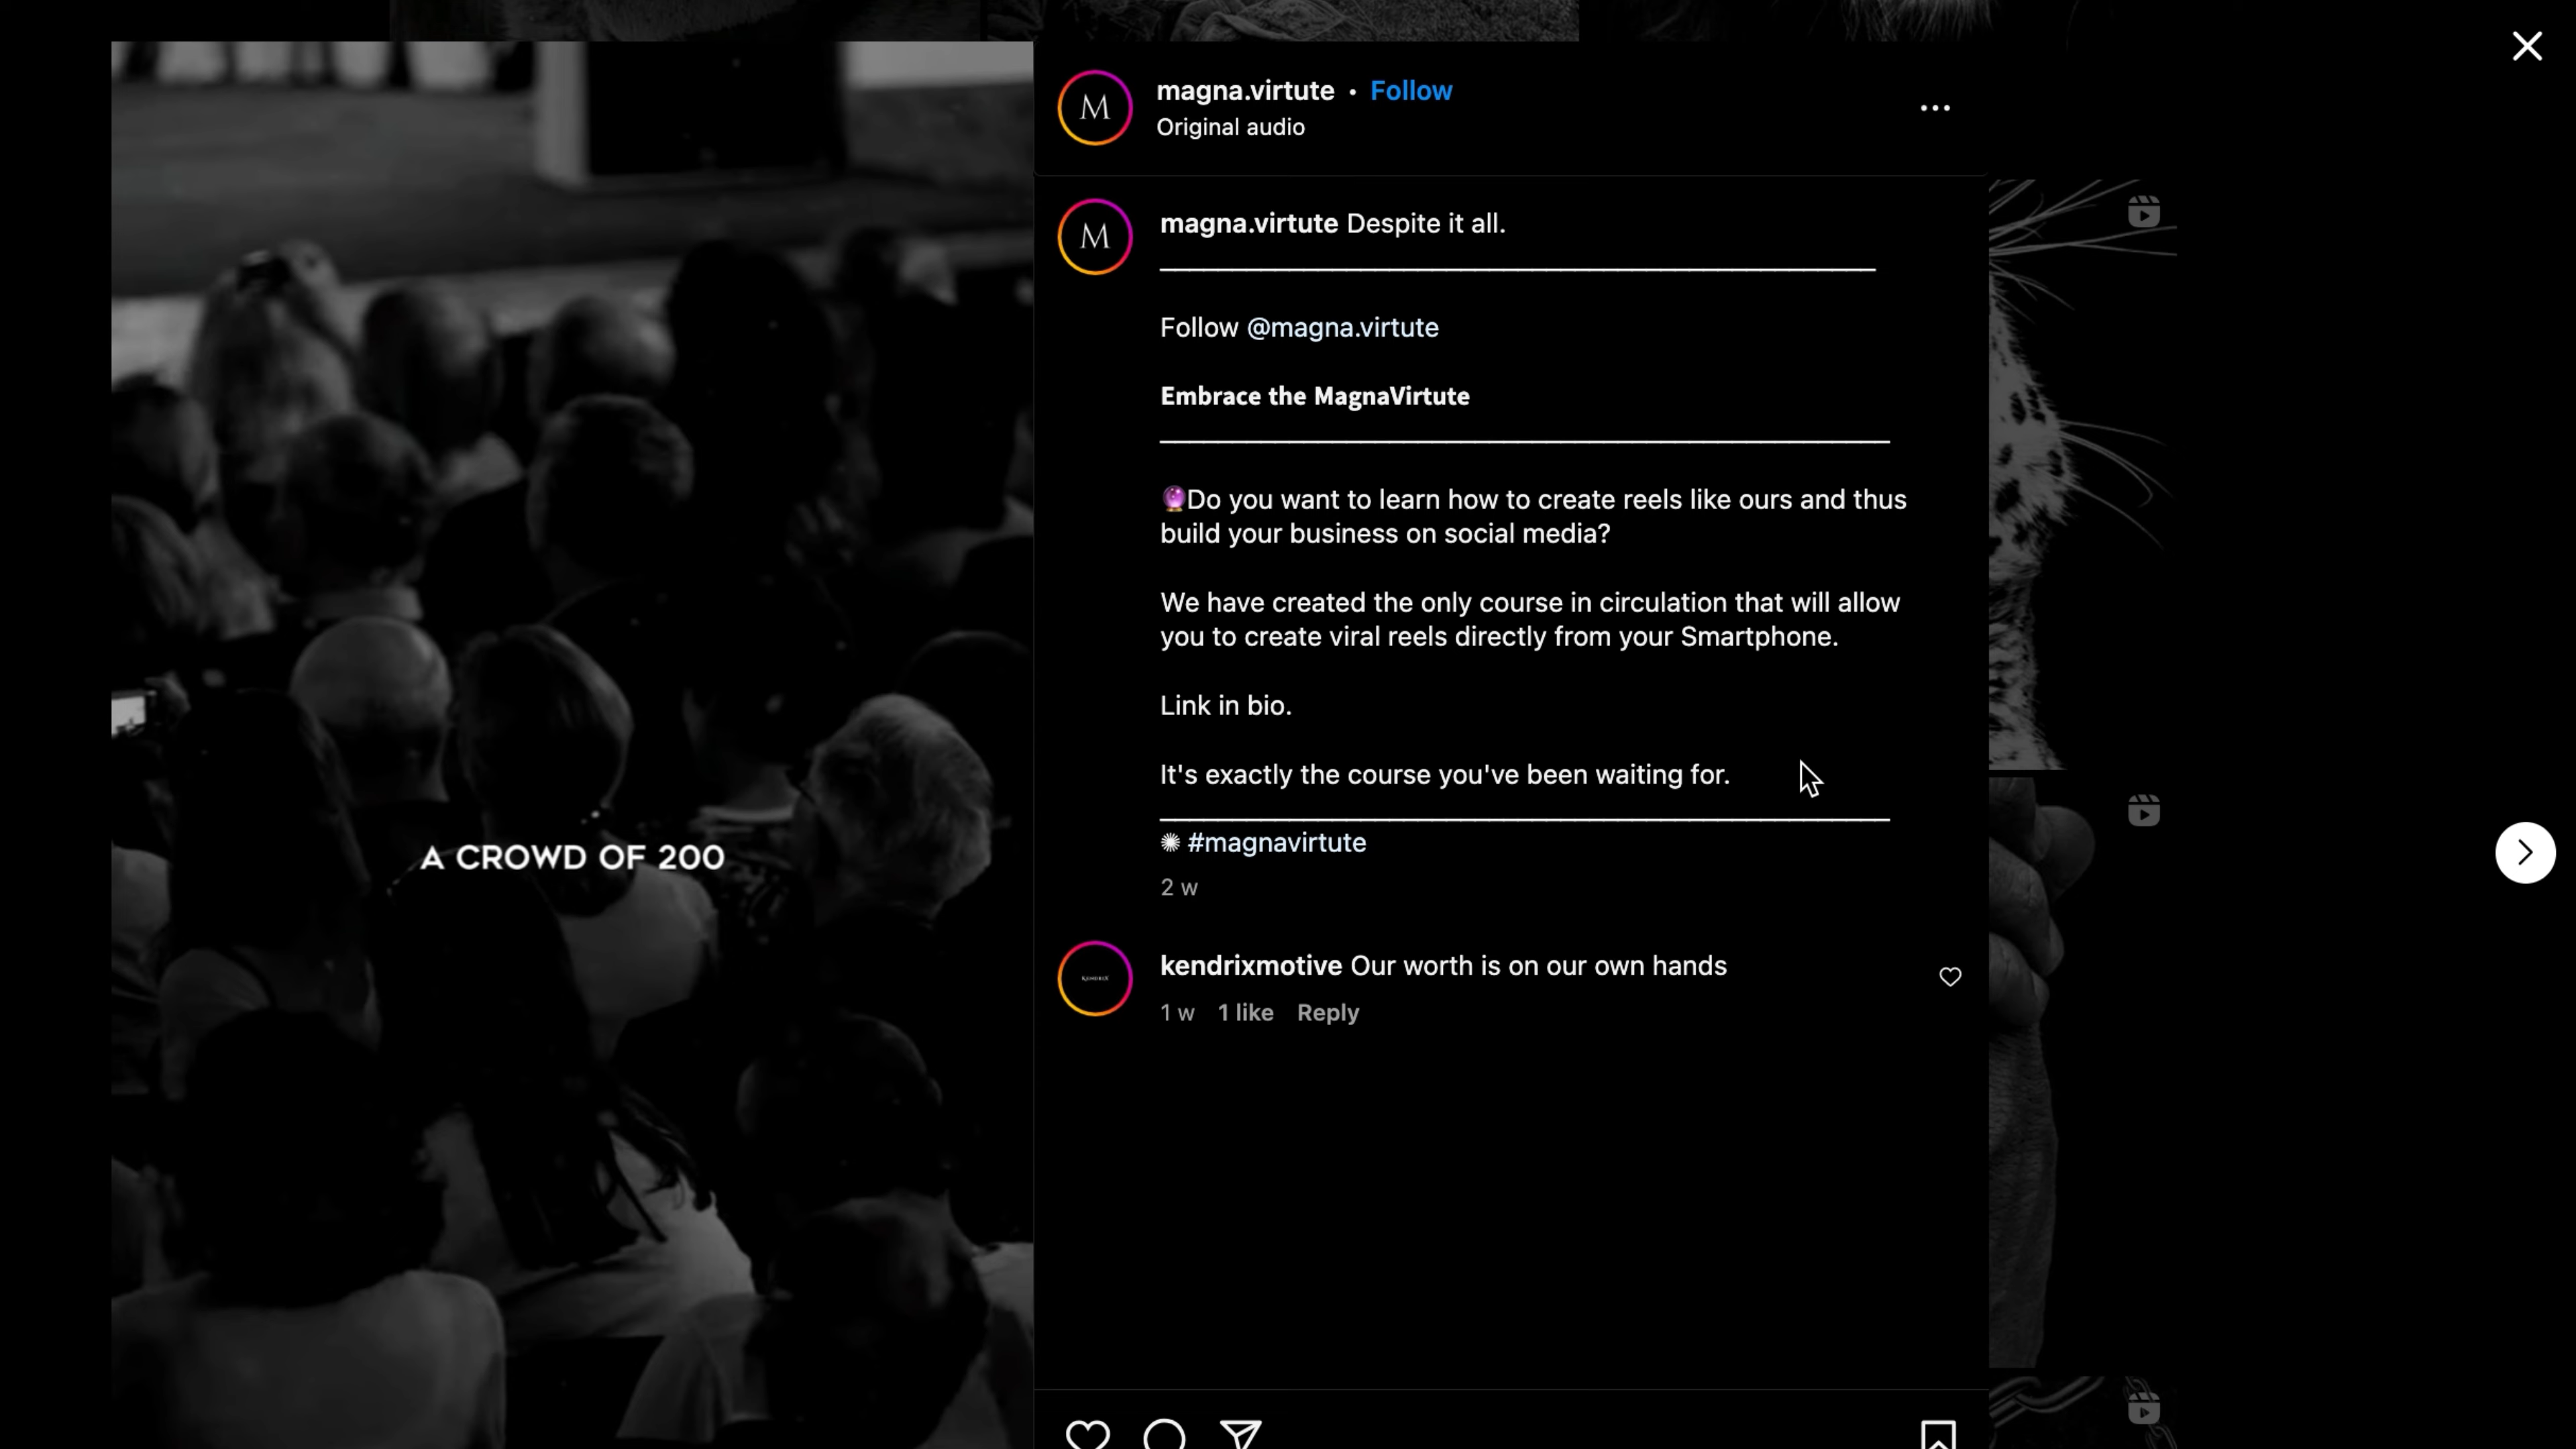 A CROWD OF 200
M
magna.virtute • Follow
Original audio
M
magna.virtute Despite it all.
Follow @magna.virtute
Embrace the MagnaVirtute
🔮Do you want to learn how to create reels like ours and thus
build your business on social media?
We have created the only course in circulation that will allow
you to create viral reels directly from your Smartphone.
Link in bio.
It's exactly the course you've been waiting for.
✺ #magnavirtute
2 w
KENDRIX
kendrixmotive Our worth is on our own hands
1 w 1 like Reply